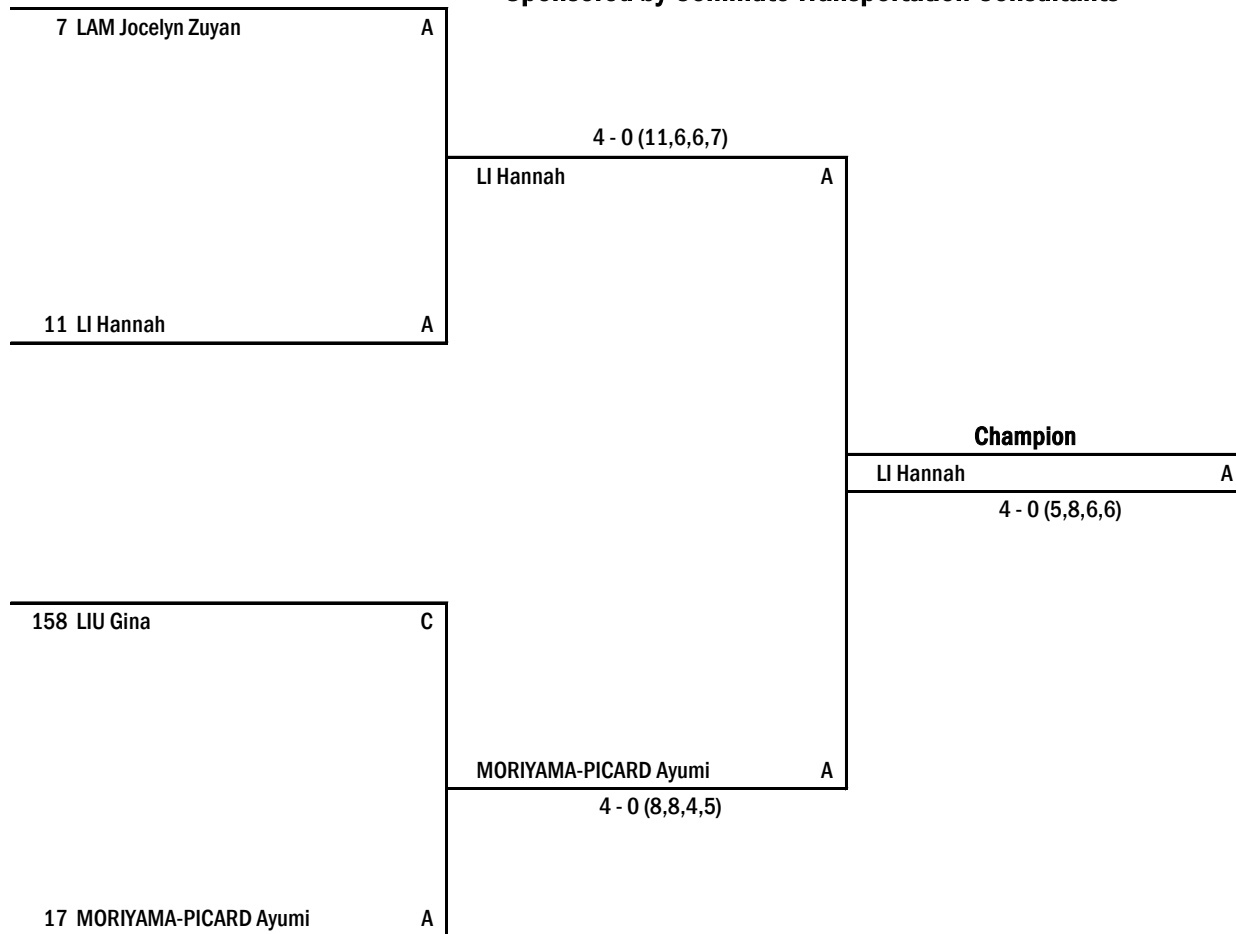 7 LAM Jocelyn Zuyan A
4 - 0 (11,6,6,7)
LI Hannah A
11 LI Hannah A
Champion
LI Hannah A
4 - 0 (5,8,6,6)
158 LIU Gina C
MORIYAMA-PICARD Ayumi A
4 - 0 (8,8,4,5)
17 MORIYAMA-PICARD Ayumi A